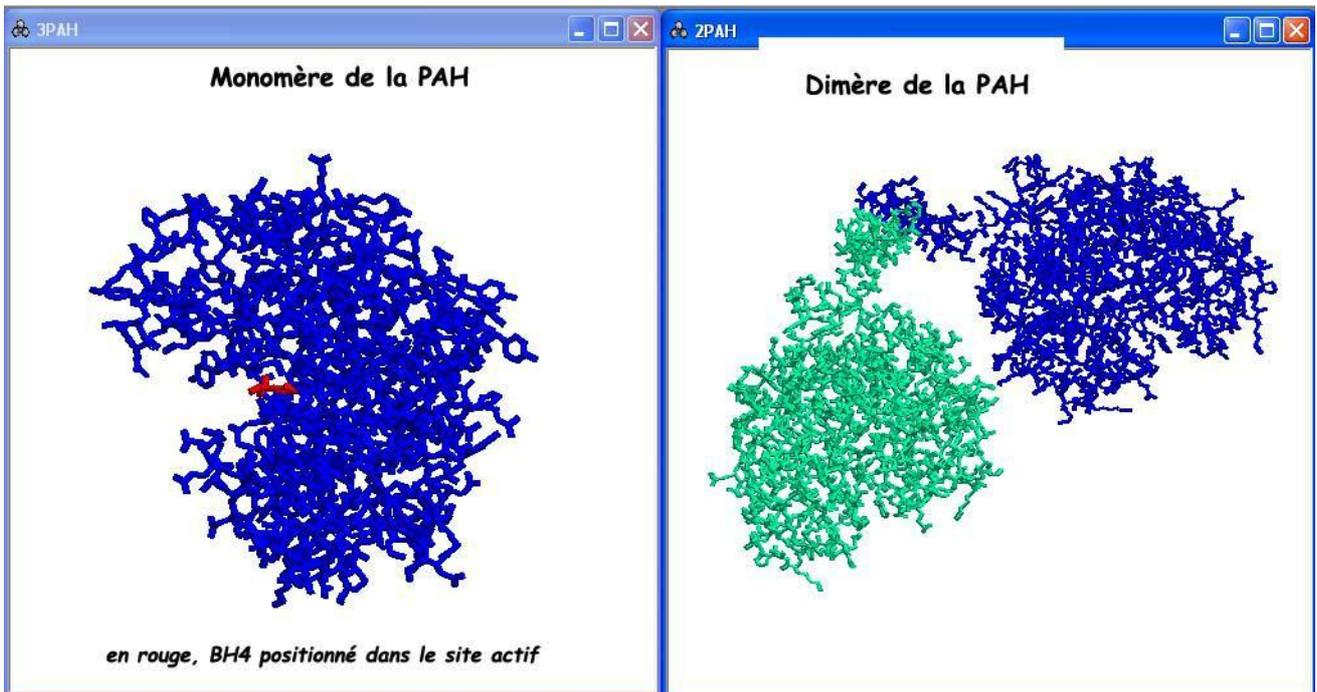 3PAH
Monomère de la PAH
en rouge, BH4 positionné dans le site actif
2PAH
Dimère de la PAH